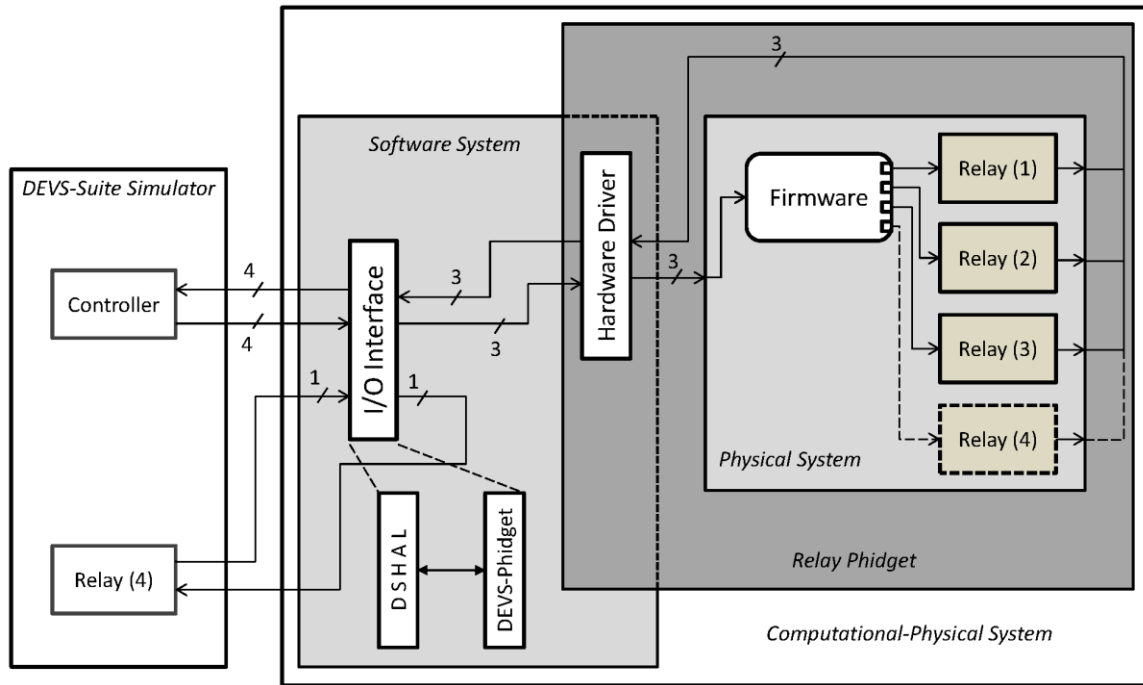 3
Software System
DEVS-Suite Simulator
Hardware Driver
Firmware
Relay (1)
Relay (2)
Relay (3)
Relay (4)
Physical System
3
4
Controller
4
I/O Interface
3
3
1
1
Relay (4)
D S H A L
DEVS-Phidget
Relay Phidget
Computational-Physical System